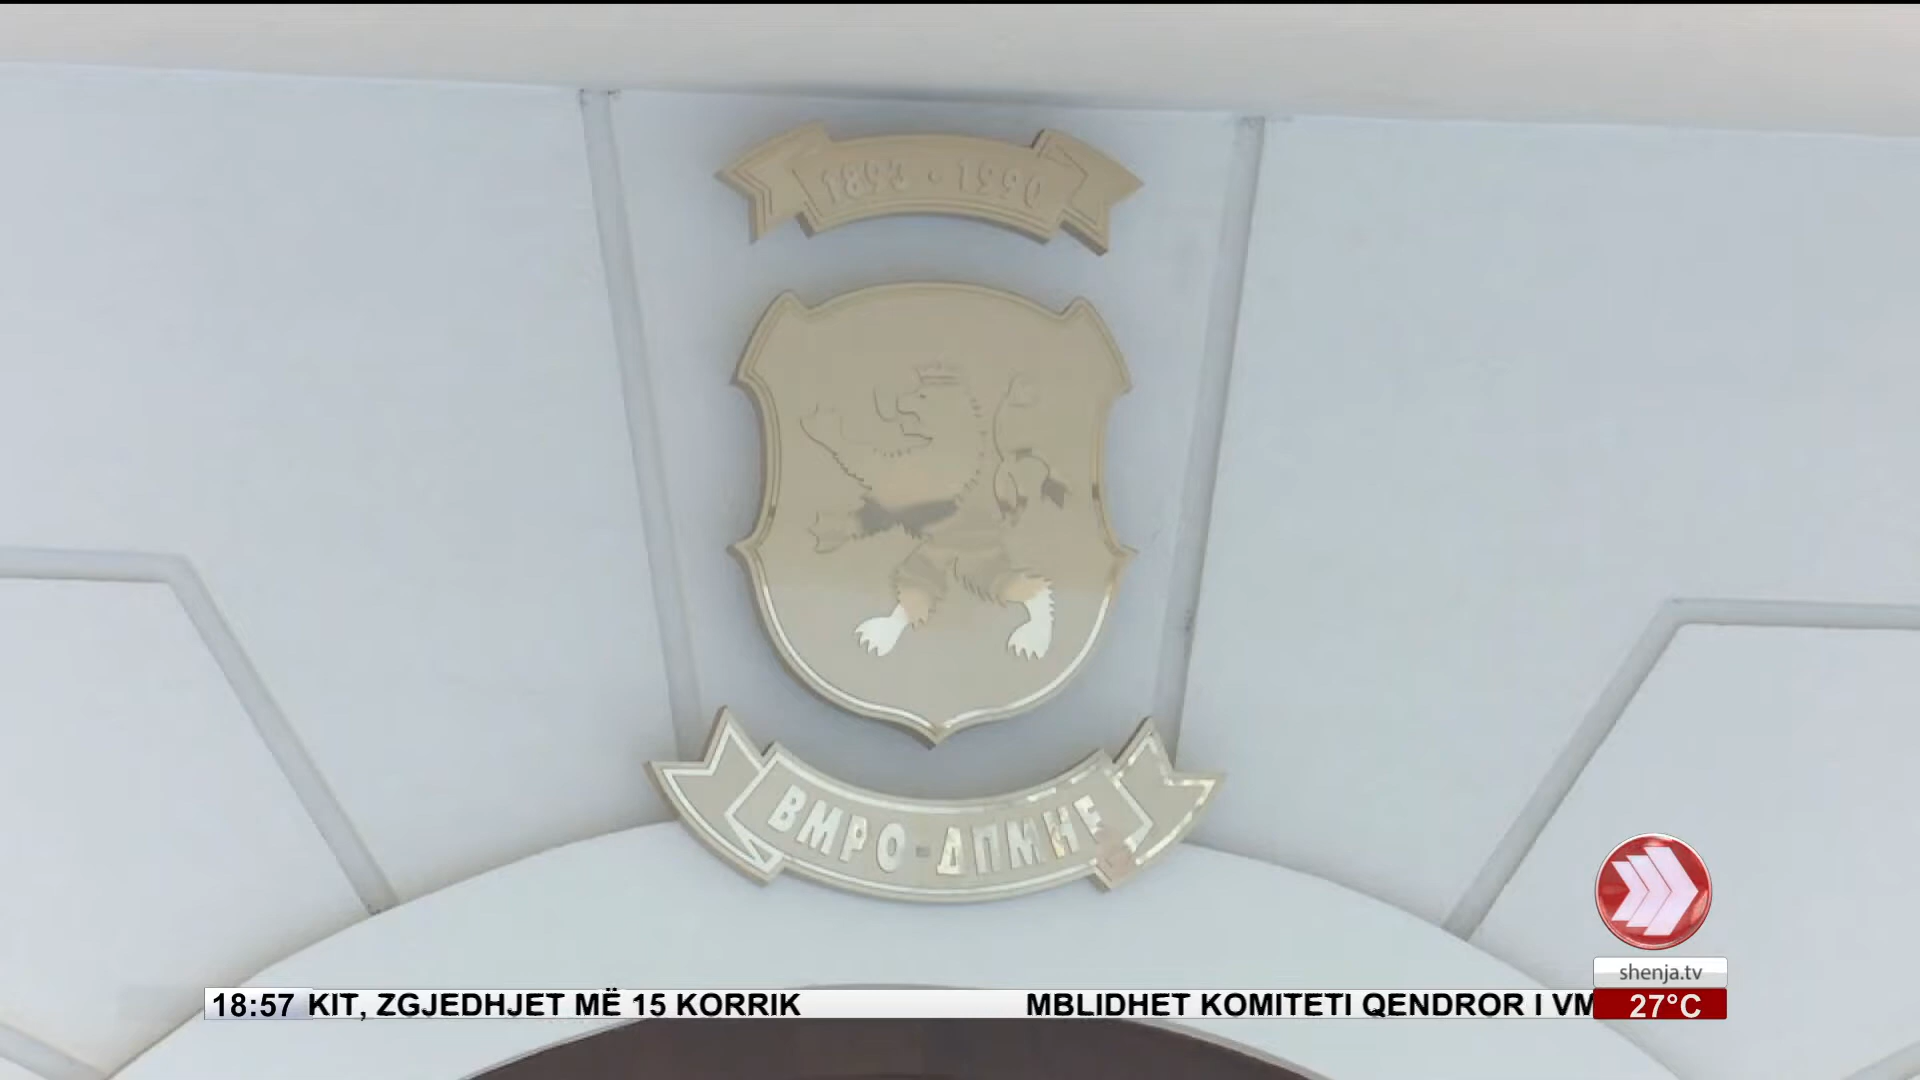 1893 • 1990
ВМРО-ДПМНЕ
shenja.tv
18:57 KIT, ZGJEDHJET MË 15 KORRIK MBLIDHET KOMITETI QENDROR I VM 27°C